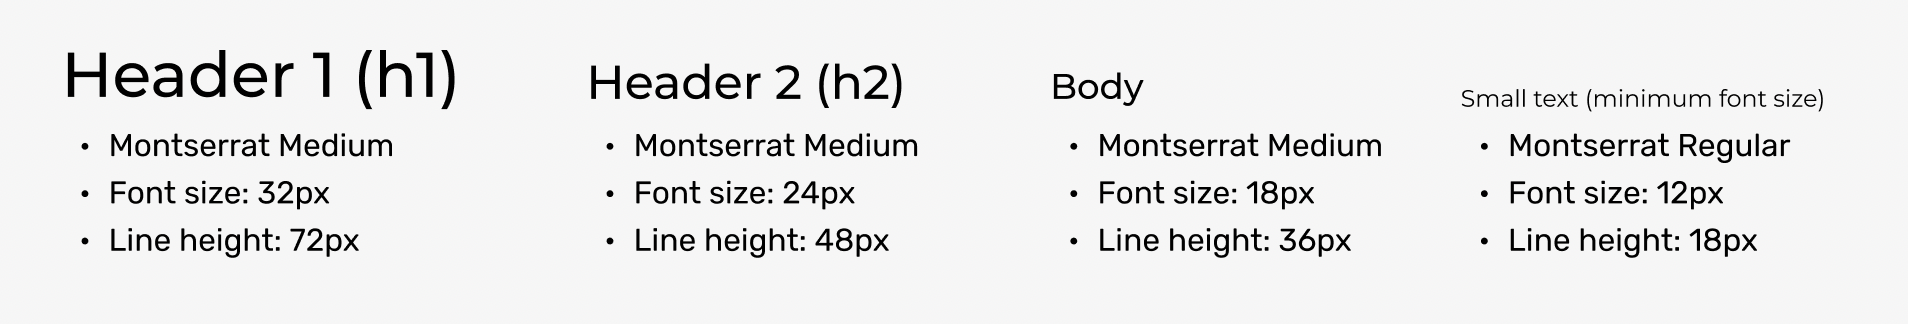 Header 1 (h1)
• Montserrat Medium
• Font size: 32px
• Line height: 72px
Header 2 (h2)
• Montserrat Medium
• Font size: 24px
• Line height: 48px
Body
• Montserrat Medium
• Font size: 18px
• Line height: 36px
Small text (minimum font size)
• Montserrat Regular
• Font size: 12px
• Line height: 18px